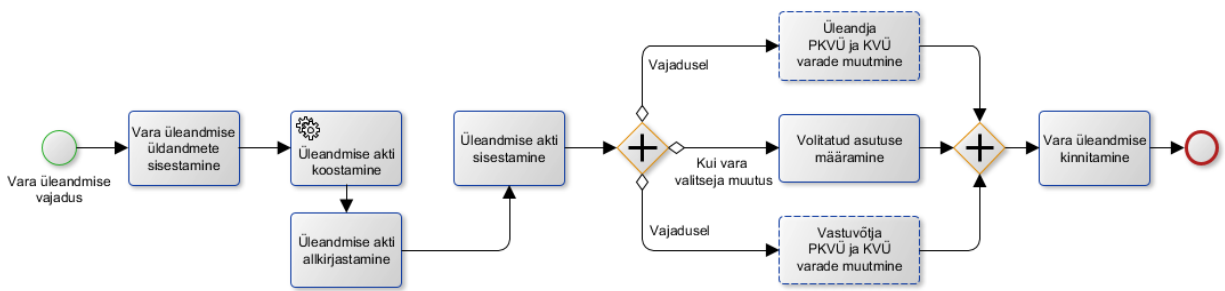 Vara üleandmise
vajadus
Vara üleandmise
üldandmete
sisestamine
Üleandmise akti
koostamine
Üleandmise akti
allkirjastamine
Üleandmise akti
sisestamine
Vajadusel
Kui vara
valitseja muutus
Vajadusel
Üleandja
PKVÜ ja KVÜ
varade muutmine
Volitatud asutuse
määramine
Vastuvõtja
PKVÜ ja KVÜ
varade muutmine
Vara üleandmise
kinnitamine